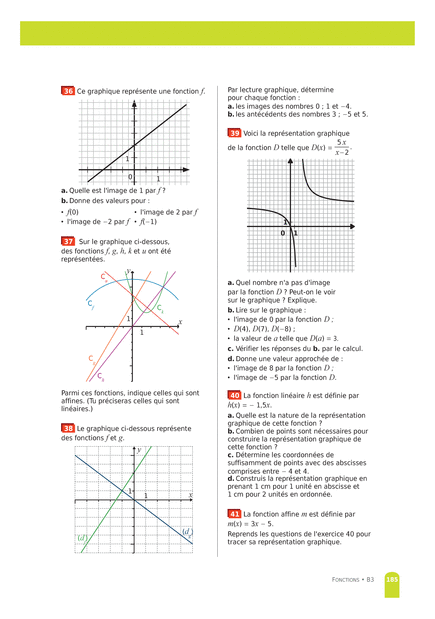 36 Ce graphique représente une fonction f.
1
0
1
a. Quelle est l'image de 1 par f ?
b. Donne des valeurs pour :
• f(0)
• l'image de 2 par f
• l'image de −2 par f
• f(−1)
37 Sur le graphique ci-dessous,
des fonctions f, g, h, k et u ont été
représentées.
y
x
1
1
Parmi ces fonctions, indique celles qui sont
affines. (Tu préciseras celles qui sont
linéaires.)
38 Le graphique ci-dessous représente
des fonctions f et g.
y
x
1
1
Par lecture graphique, détermine
pour chaque fonction :
a. les images des nombres 0 ; 1 et −4.
b. les antécédents des nombres 3 ; −5 et 5.
39 Voici la représentation graphique
de la fonction D telle que D(x) = 5x/x−2.
1
0 1
a. Quel nombre n'a pas d'image
par la fonction D ? Peut-on le voir
sur le graphique ? Explique.
b. Lire sur le graphique :
• l'image de 0 par la fonction D ;
• D(4), D(7), D(−8) ;
• la valeur de a telle que D(a) = 3.
c. Vérifier les réponses du b. par le calcul.
d. Donne une valeur approchée de :
• l'image de 8 par la fonction D ;
• l'image de −5 par la fonction D.
40 La fonction linéaire h est définie par
h(x) = − 1,5x.
a. Quelle est la nature de la représentation
graphique de cette fonction ?
b. Combien de points sont nécessaires pour
construire la représentation graphique de
cette fonction ?
c. Détermine les coordonnées de
suffisamment de points avec des abscisses
comprises entre − 4 et 4.
d. Construis la représentation graphique en
prenant 1 cm pour 1 unité en abscisse et
1 cm pour 2 unités en ordonnée.
41 La fonction affine m est définie par
m(x) = 3x − 5.
Reprends les questions de l'exercice 40 pour
tracer sa représentation graphique.
FONCTIONS • B3
185